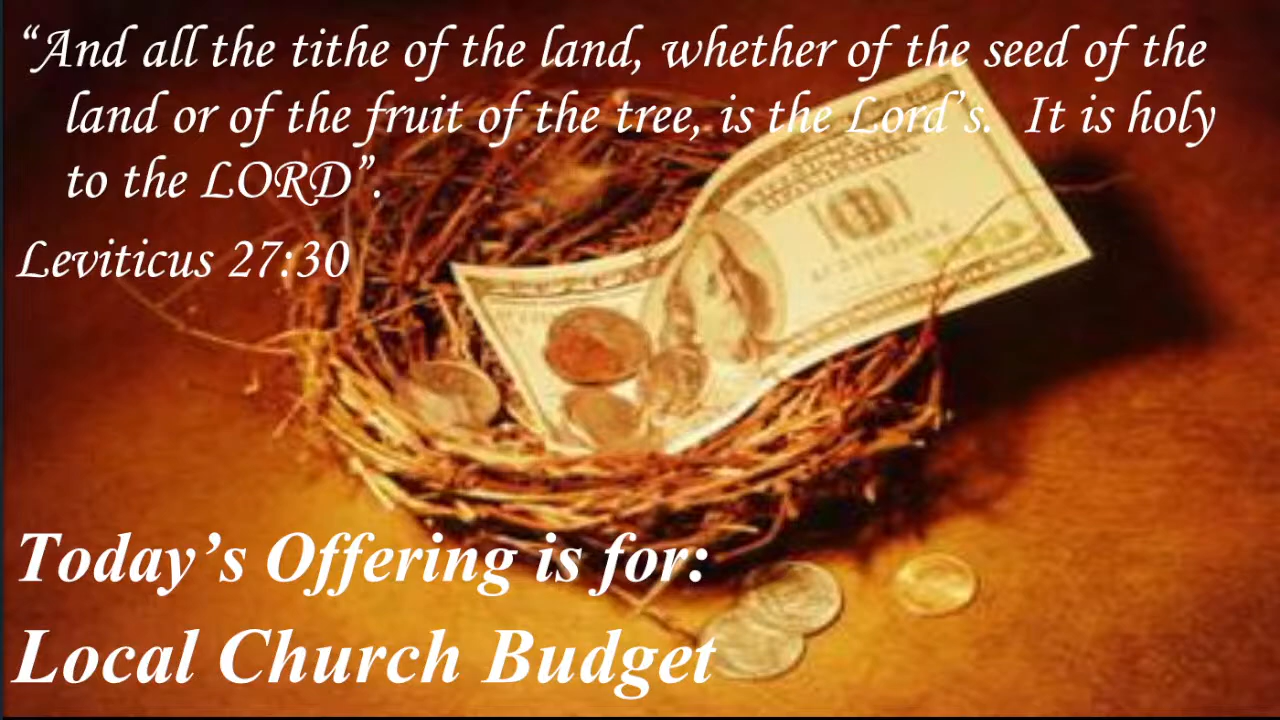 “And all the tithe of the land, whether of the seed of the
land or of the fruit of the tree, is the Lord’s.  It is holy
to the LORD”.
Leviticus 27:30
Today’s Offering is for:
Local Church Budget